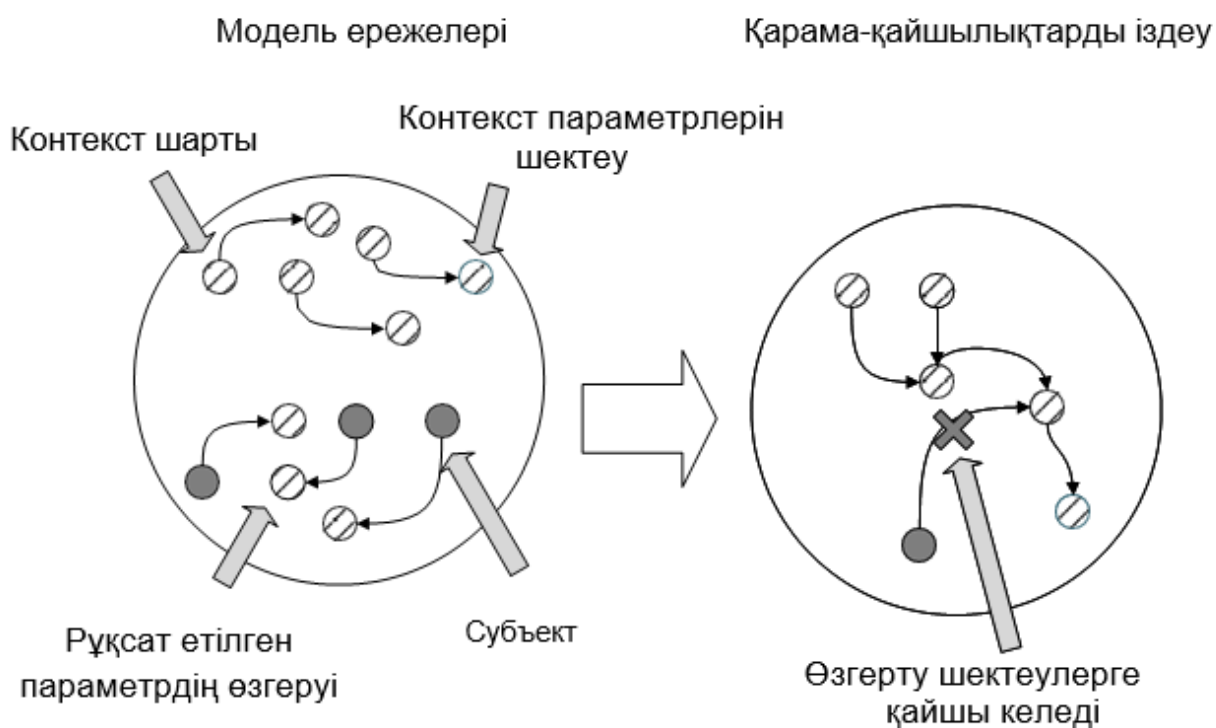 Модель ережелері
Қарама-қайшылықтарды іздеу
Контекст шарты
Контекст параметрлерін
шектеу
Рұқсат етілген
параметрдің өзгеруі
Субъект
Өзгерту шектеулерге
қайшы келеді